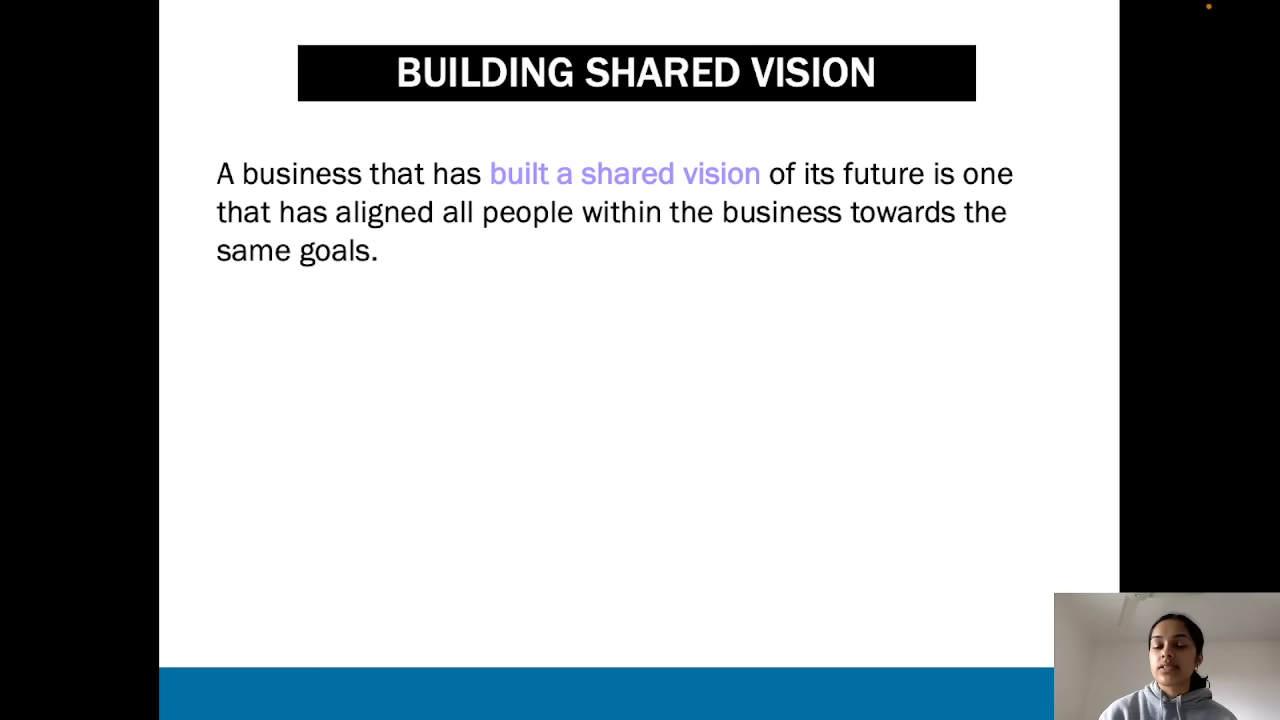 BUILDING SHARED VISION
A business that has built a shared vision of its future is one
that has aligned all people within the business towards the
same goals.